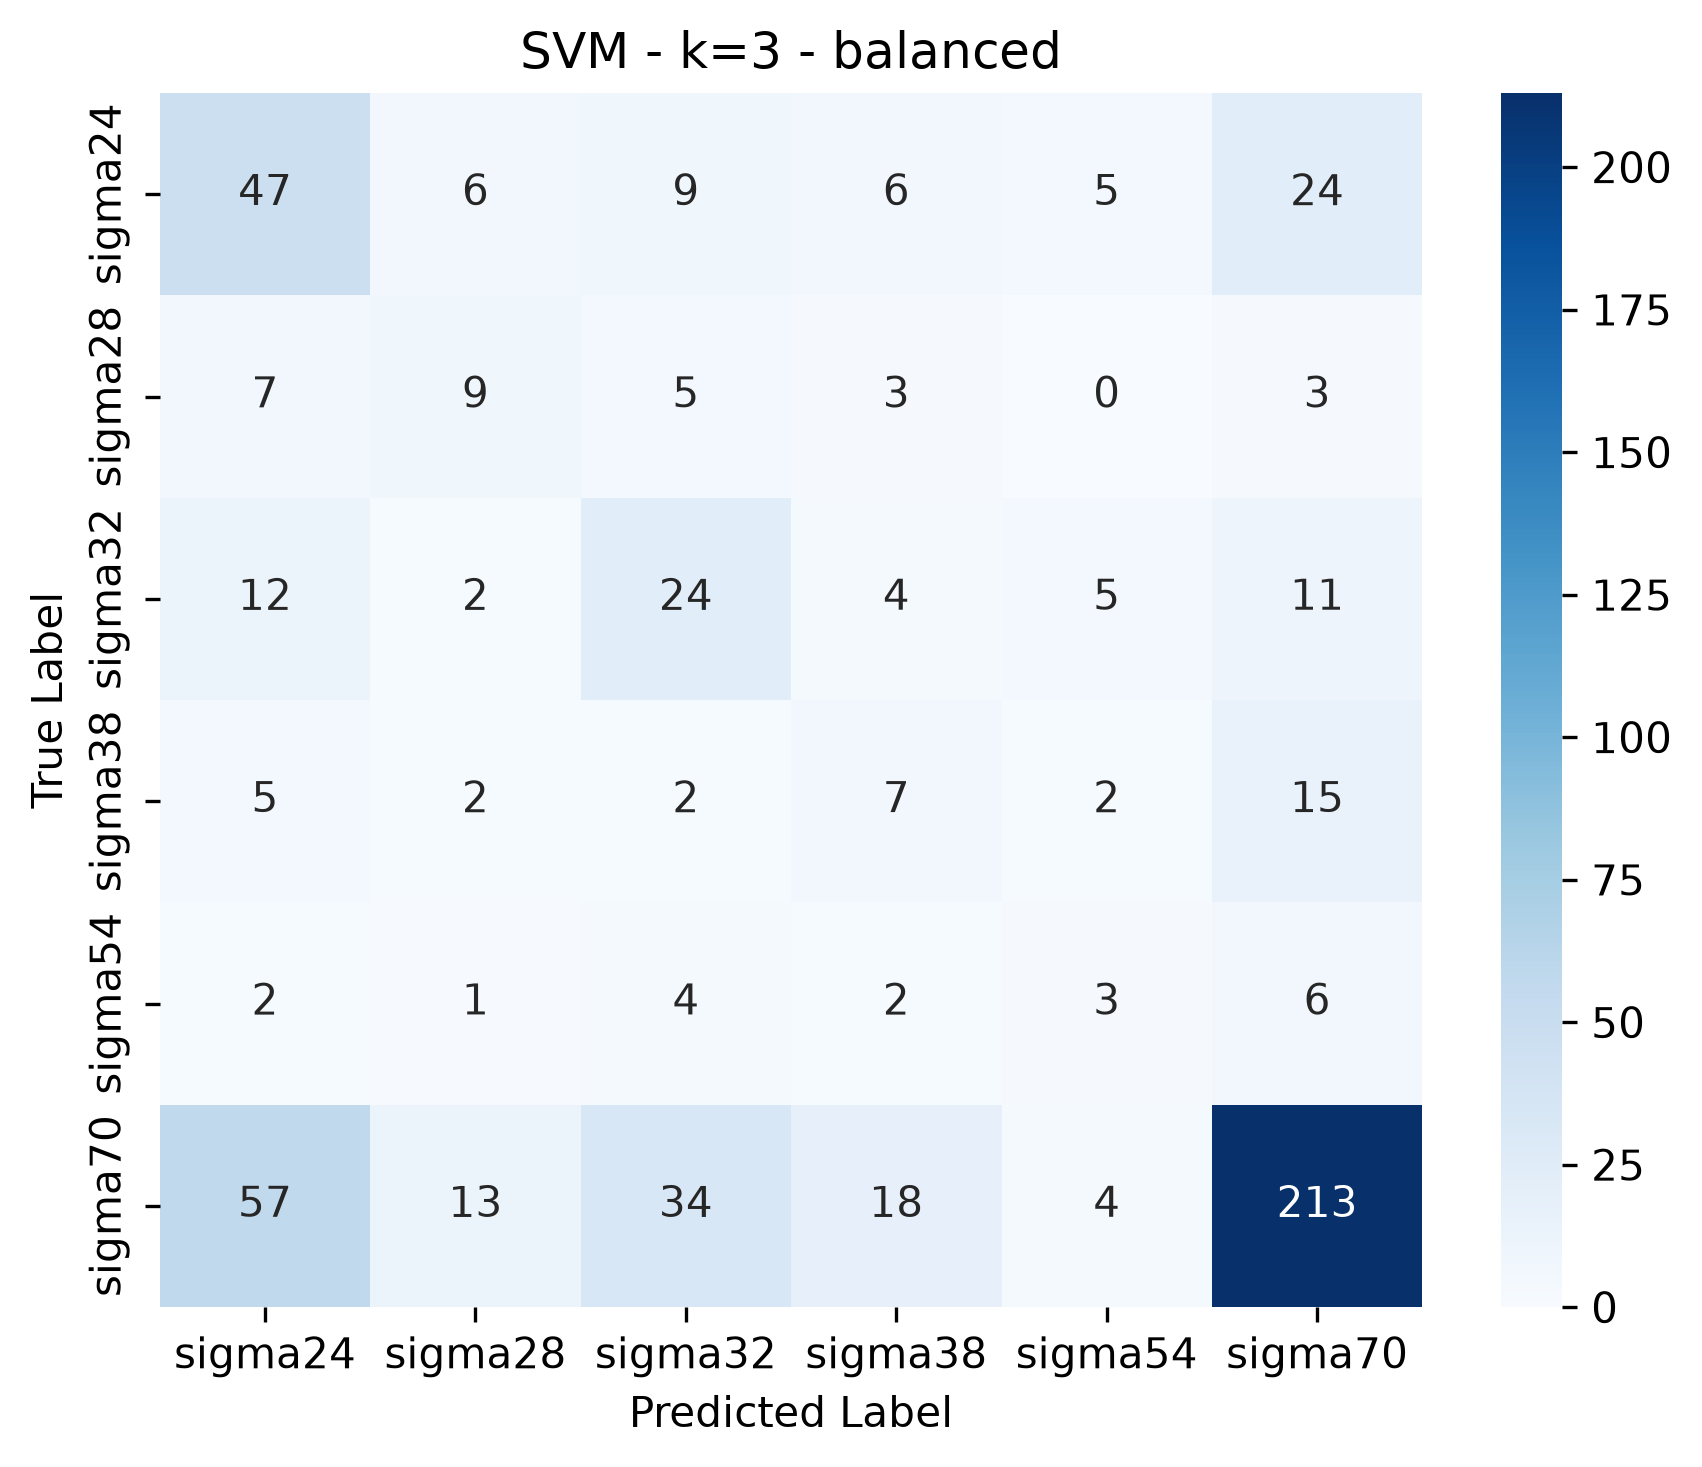 SVM - k=3 - balanced
True Label
sigma24 47 6 9 6 5 24
sigma28 7 9 5 3 0 3
sigma32 12 2 24 4 5 11
sigma38 5 2 2 7 2 15
sigma54 2 1 4 2 3 6
sigma70 57 13 34 18 4 213
sigma24 sigma28 sigma32 sigma38 sigma54 sigma70
Predicted Label
200
175
150
125
100
75
50
25
0